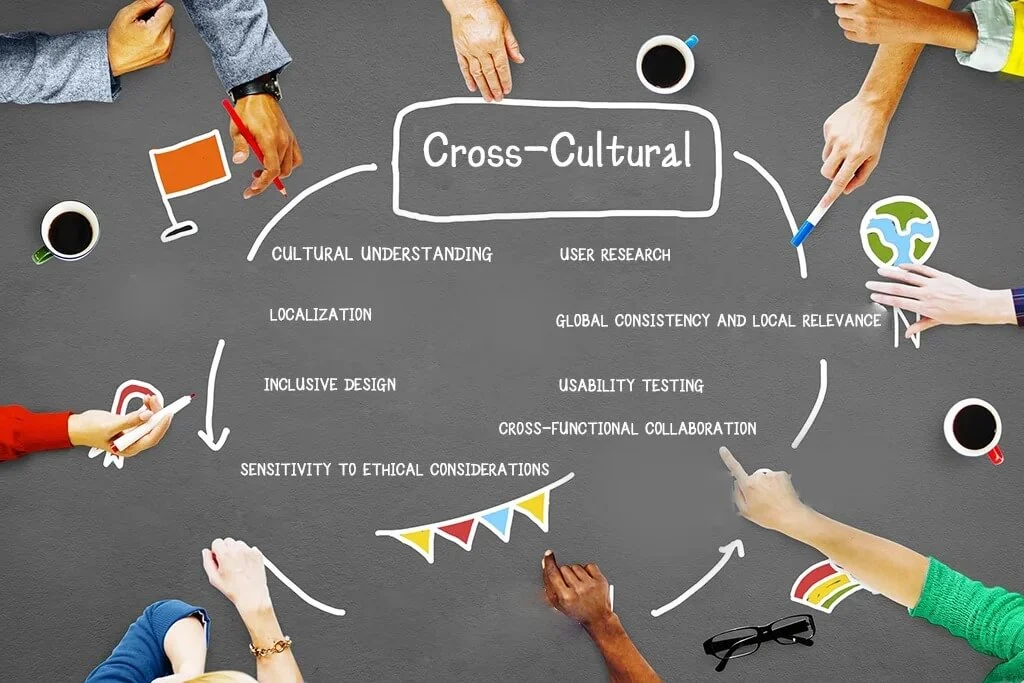 Cross-Cultural
CULTURAL UNDERSTANDING
USER RESEARCH
LOCALIZATION
GLOBAL CONSISTENCY AND LOCAL RELEVANCE
INCLUSIVE DESIGN
USABILITY TESTING
CROSS-FUNCTIONAL COLLABORATION
SENSITIVITY TO ETHICAL CONSIDERATIONS